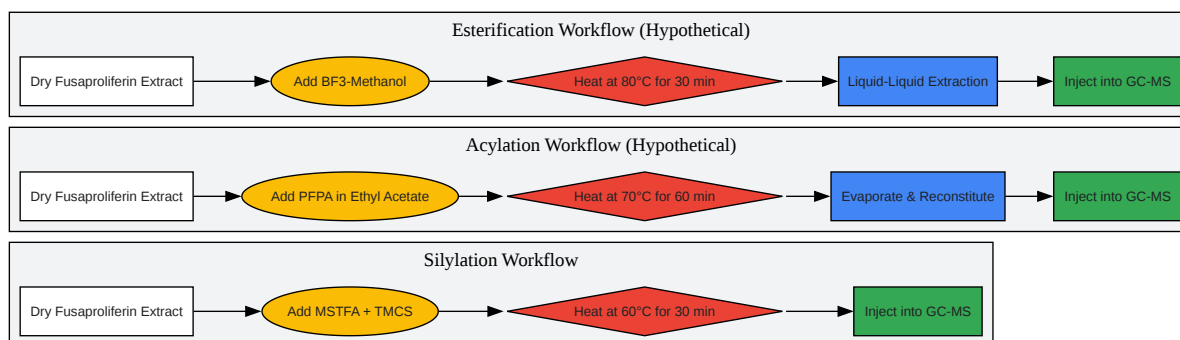 Esterification Workflow (Hypothetical)
Dry Fusaproliferin Extract
Add BF3-Methanol
Heat at 80°C for 30 min
Liquid-Liquid Extraction
Inject into GC-MS
Acylation Workflow (Hypothetical)
Dry Fusaproliferin Extract
Add PFPA in Ethyl Acetate
Heat at 70°C for 60 min
Evaporate & Reconstitute
Inject into GC-MS
Silylation Workflow
Dry Fusaproliferin Extract
Add MSTFA + TMCS
Heat at 60°C for 30 min
Inject into GC-MS